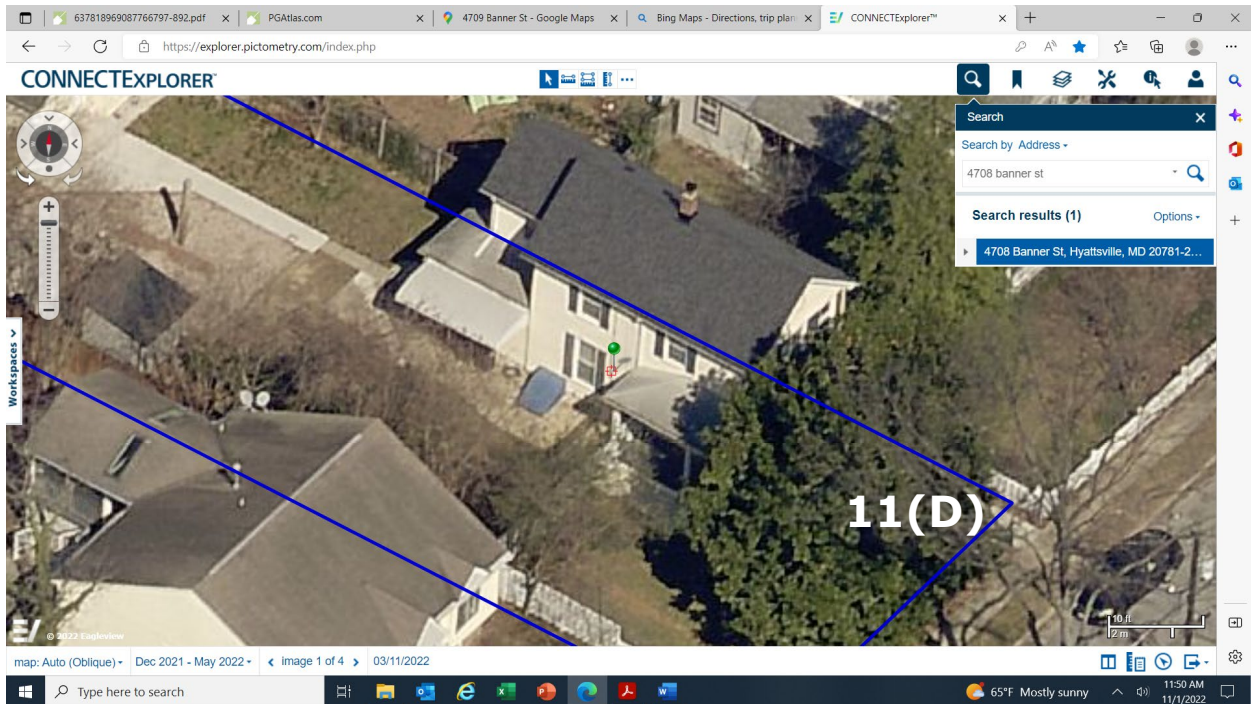 637818969087766797-892.pdf
PGAtlas.com
4709 Banner St - Google Maps
Bing Maps - Directions, trip plan
CONNECTExplorer™
https://explorer.pictometry.com/index.php
CONNECTEXPLORER™
Search
Search by Address
4708 banner st
Search results (1)
Options
4708 Banner St, Hyattsville, MD 20781-2...
Workspaces
11(D)
10 ft
2 m
© 2022 Eagleview
map: Auto (Oblique)
Dec 2021 - May 2022
image 1 of 4
03/11/2022
Type here to search
65°F Mostly sunny
11:50 AM
11/1/2022